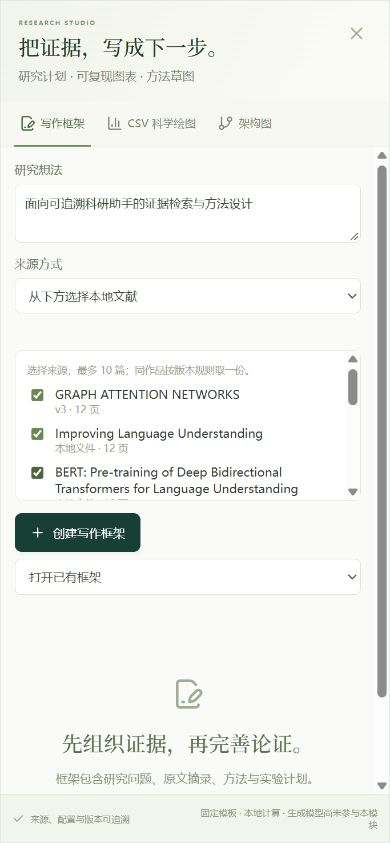 RESEARCH STUDIO
把证据，写成下一步。
研究计划 · 可复现图表 · 方法草图
写作框架
CSV 科学绘图
架构图
研究想法
面向可追溯科研助手的证据检索与方法设计
来源方式
从下方选择本地文献
选择来源，最多 10 篇；同作品按版本规则取一份。
GRAPH ATTENTION NETWORKS
v3 · 12 页
Improving Language Understanding
本地文件 · 12 页
BERT: Pre-training of Deep Bidirectional
Transformers for Language Understanding
创建写作框架
打开已有框架
先组织证据，再完善论证。
框架包含研究问题、原文摘录、方法与实验计划。
来源、配置与版本可追溯
固定模板 · 本地计算 · 生成模型尚未参与本模
块